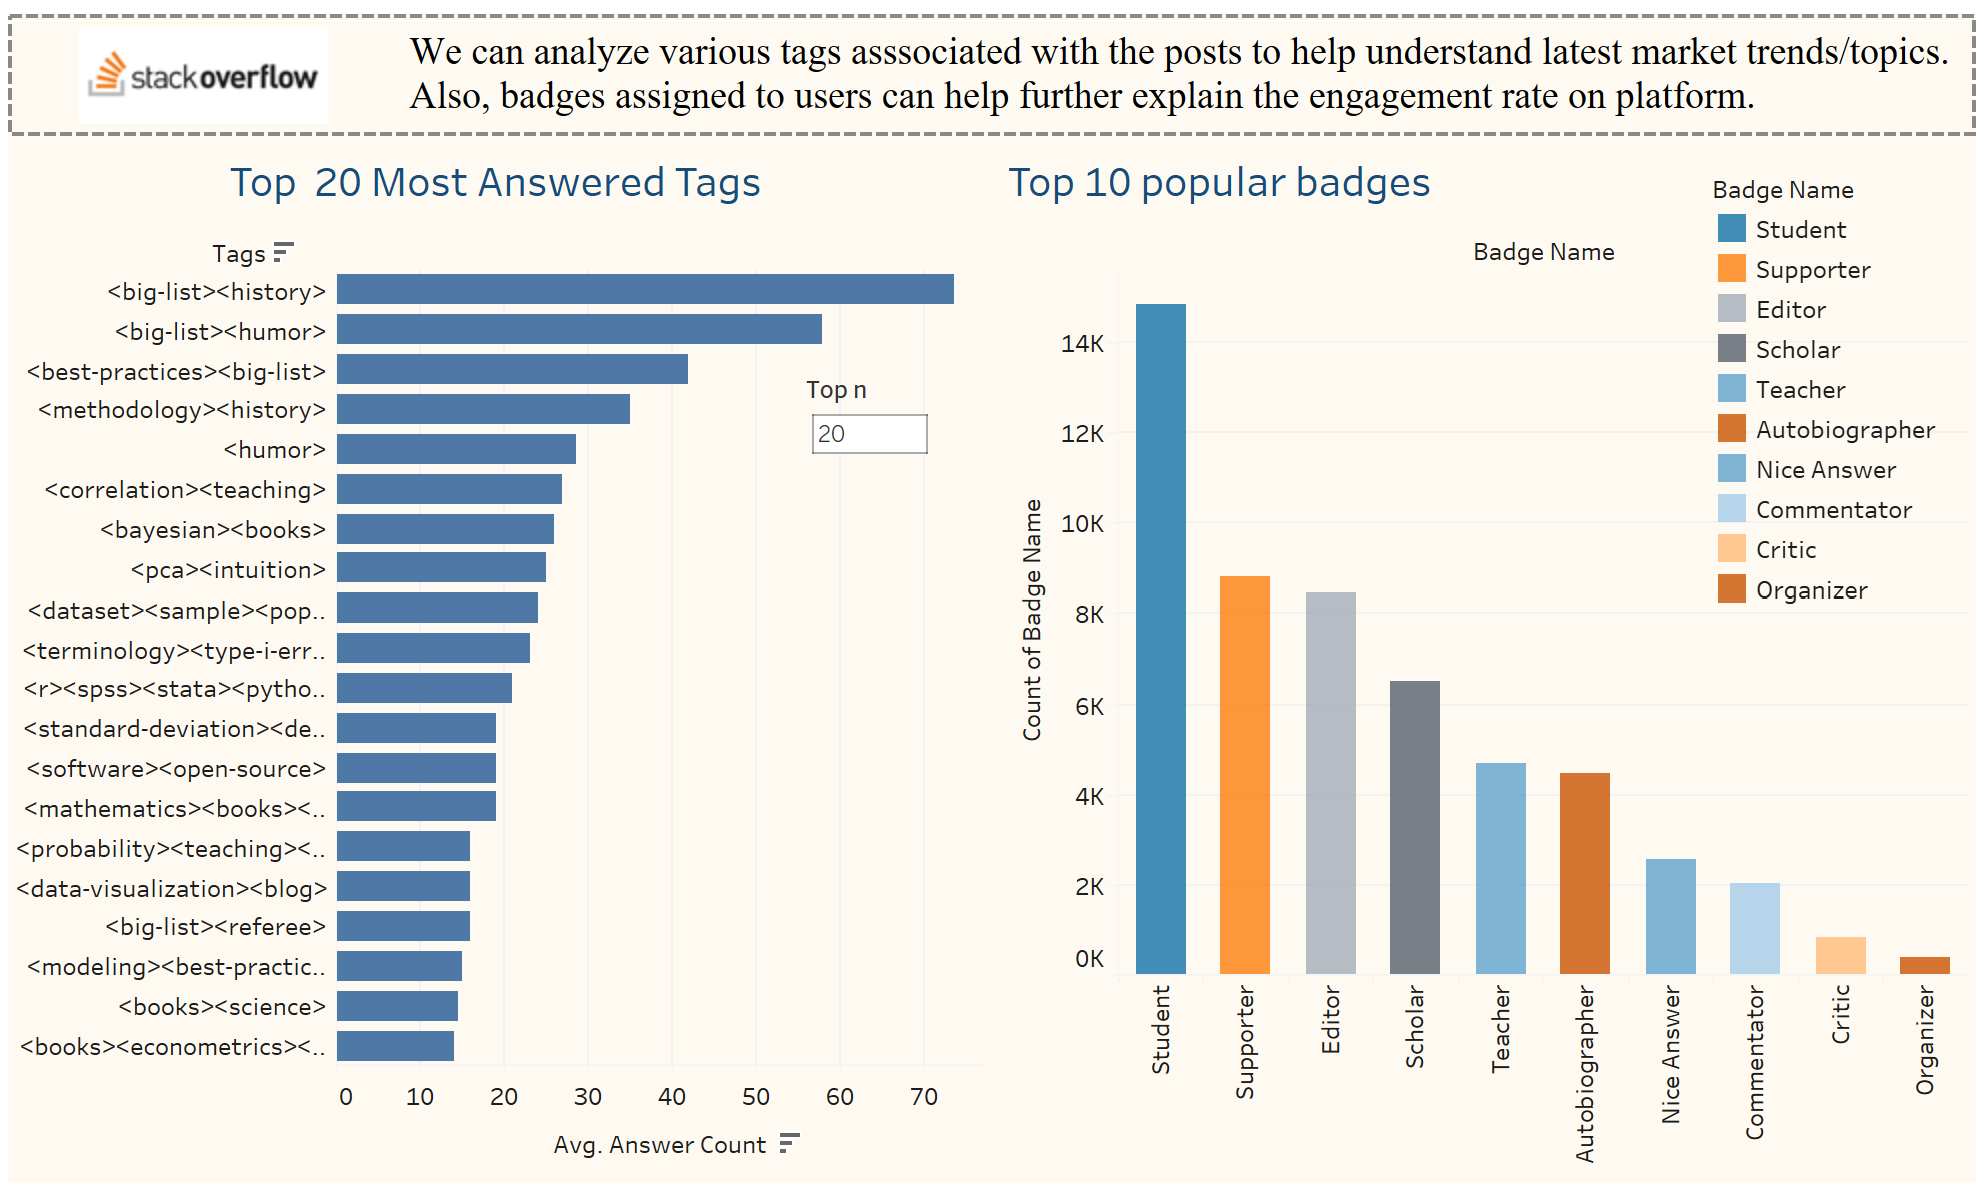 stackoverflow
We can analyze various tags asssociated with the posts to help understand latest market trends/topics.
Also, badges assigned to users can help further explain the engagement rate on platform.
Top 20 Most Answered Tags
Tags
<big-list><history>
<big-list><humor>
<best-practices><big-list>
<methodology><history>
<humor>
<correlation><teaching>
<bayesian><books>
<pca><intuition>
<dataset><sample><pop..
<terminology><type-i-err..
<r><spss><stata><pytho..
<standard-deviation><de..
<software><open-source>
<mathematics><books><..
<probability><teaching><..
<data-visualization><blog>
<big-list><referee>
<modeling><best-practic..
<books><science>
<books><econometrics><..
0 10 20 30 40 50 60 70
Avg. Answer Count
Top n
20
Top 10 popular badges
Badge Name
Count of Badge Name
14K
12K
10K
8K
6K
4K
2K
0K
Student
Supporter
Editor
Scholar
Teacher
Autobiographer
Nice Answer
Commentator
Critic
Organizer
Badge Name
Student
Supporter
Editor
Scholar
Teacher
Autobiographer
Nice Answer
Commentator
Critic
Organizer